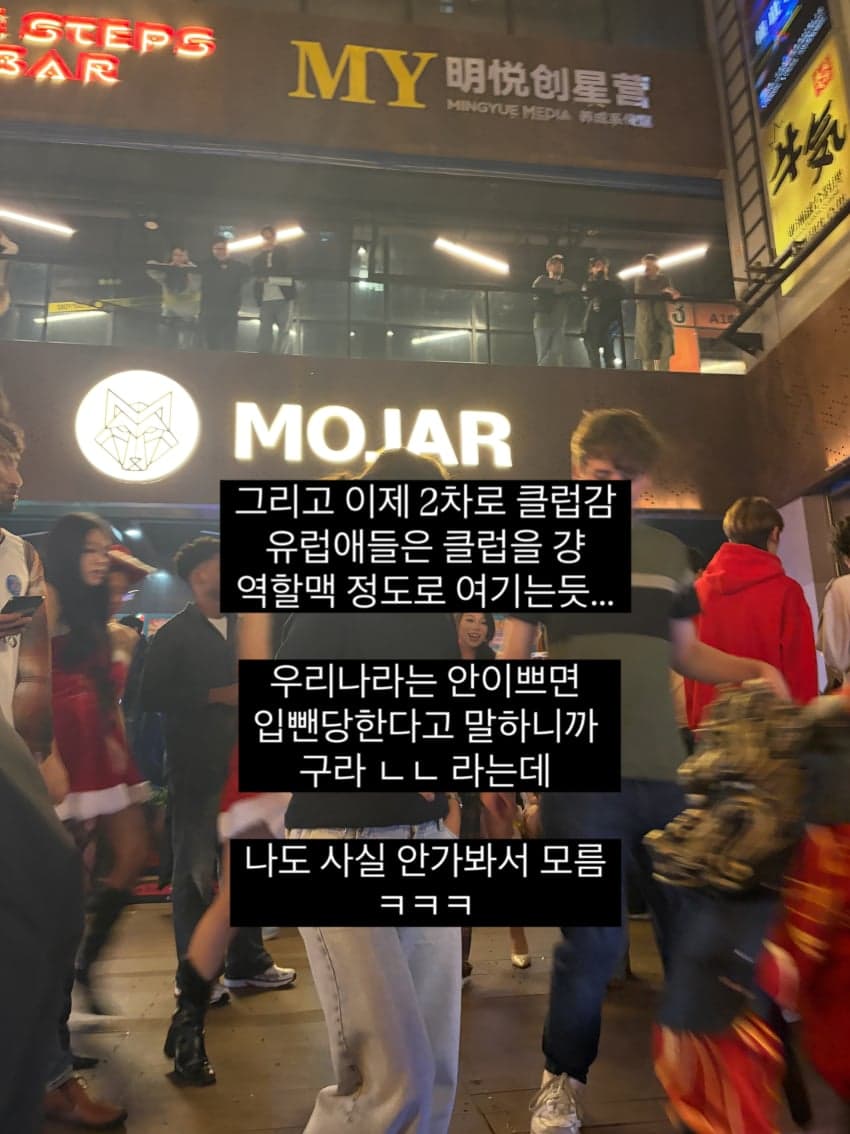 STEPS
BAR
MY 明悦创星营
MINGYUE MEDIA
MOJAR
그리고 이제 2차로 클럽감
유럽애들은 클럽을 걍
역할맥 정도로 여기는듯...
우리나라는 안이쁘면
입뺀당한다고 말하니까
구라 ㄴㄴ 라는데
나도 사실 안가봐서 모름
ㅋㅋㅋ